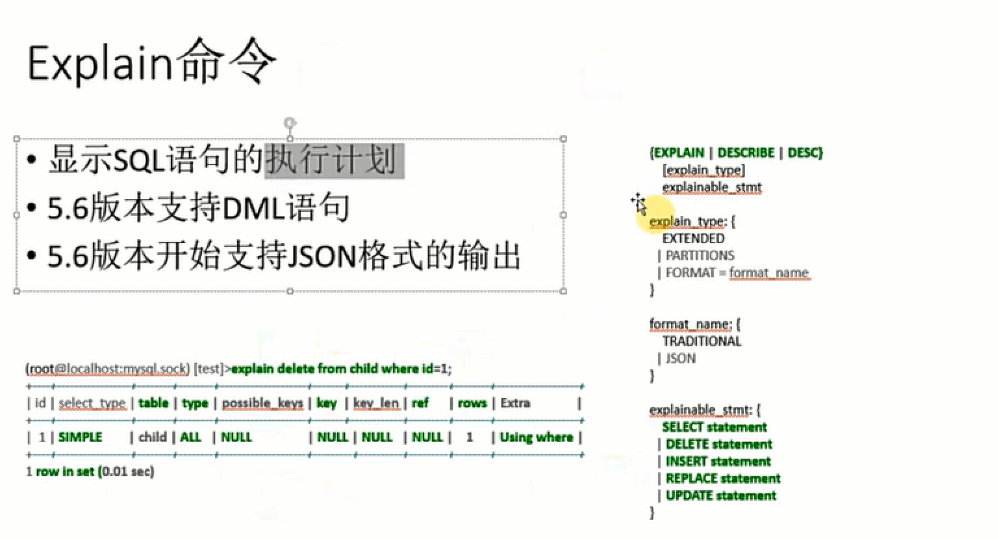 Explain命令
• 显示SQL语句的执行计划
• 5.6版本支持DML语句
• 5.6版本开始支持JSON格式的输出
(root@localhost:mysql.sock) [test]>explain delete from child where id=1;
| id | select_type | table | type | possible_keys | key | key_len | ref | rows | Extra |
| 1 | SIMPLE | child | ALL | NULL | NULL | NULL | NULL | 1 | Using where |
1 row in set (0.01 sec)
{EXPLAIN | DESCRIBE | DESC}
[explain_type]
explainable_stmt
explain_type: {
EXTENDED
| PARTITIONS
| FORMAT = format_name
}
format_name: {
TRADITIONAL
| JSON
}
explainable_stmt: {
SELECT statement
| DELETE statement
| INSERT statement
| REPLACE statement
| UPDATE statement
}